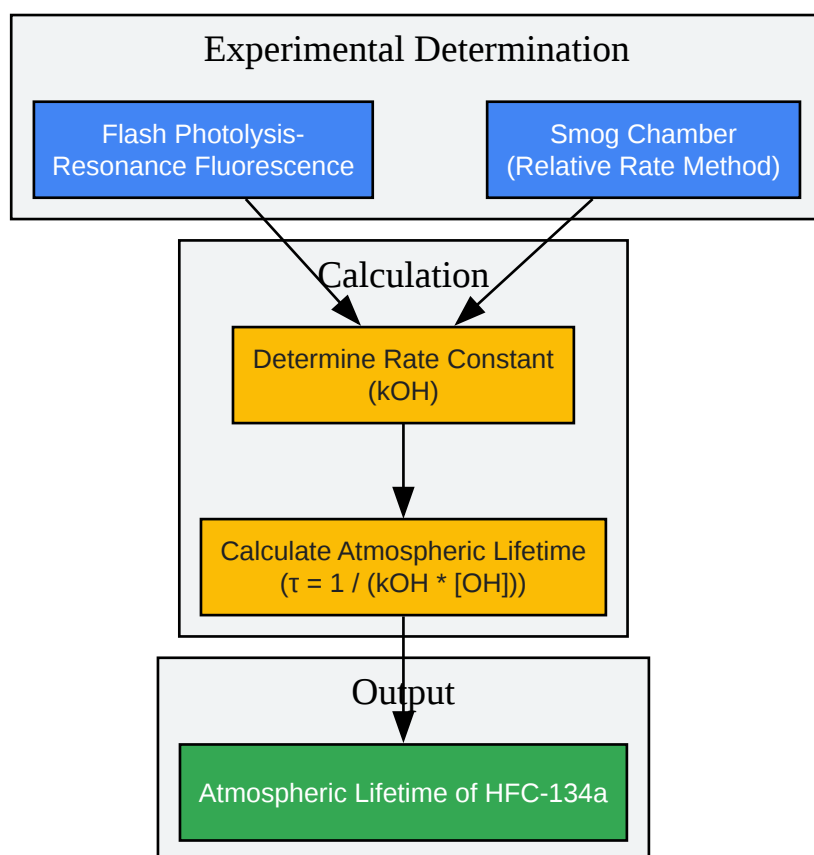 Experimental Determination
Flash Photolysis-
Resonance Fluorescence
Smog Chamber
(Relative Rate Method)
Calculation
Determine Rate Constant
(kOH)
Calculate Atmospheric Lifetime
(τ = 1 / (kOH * [OH]))
Output
Atmospheric Lifetime of HFC-134a